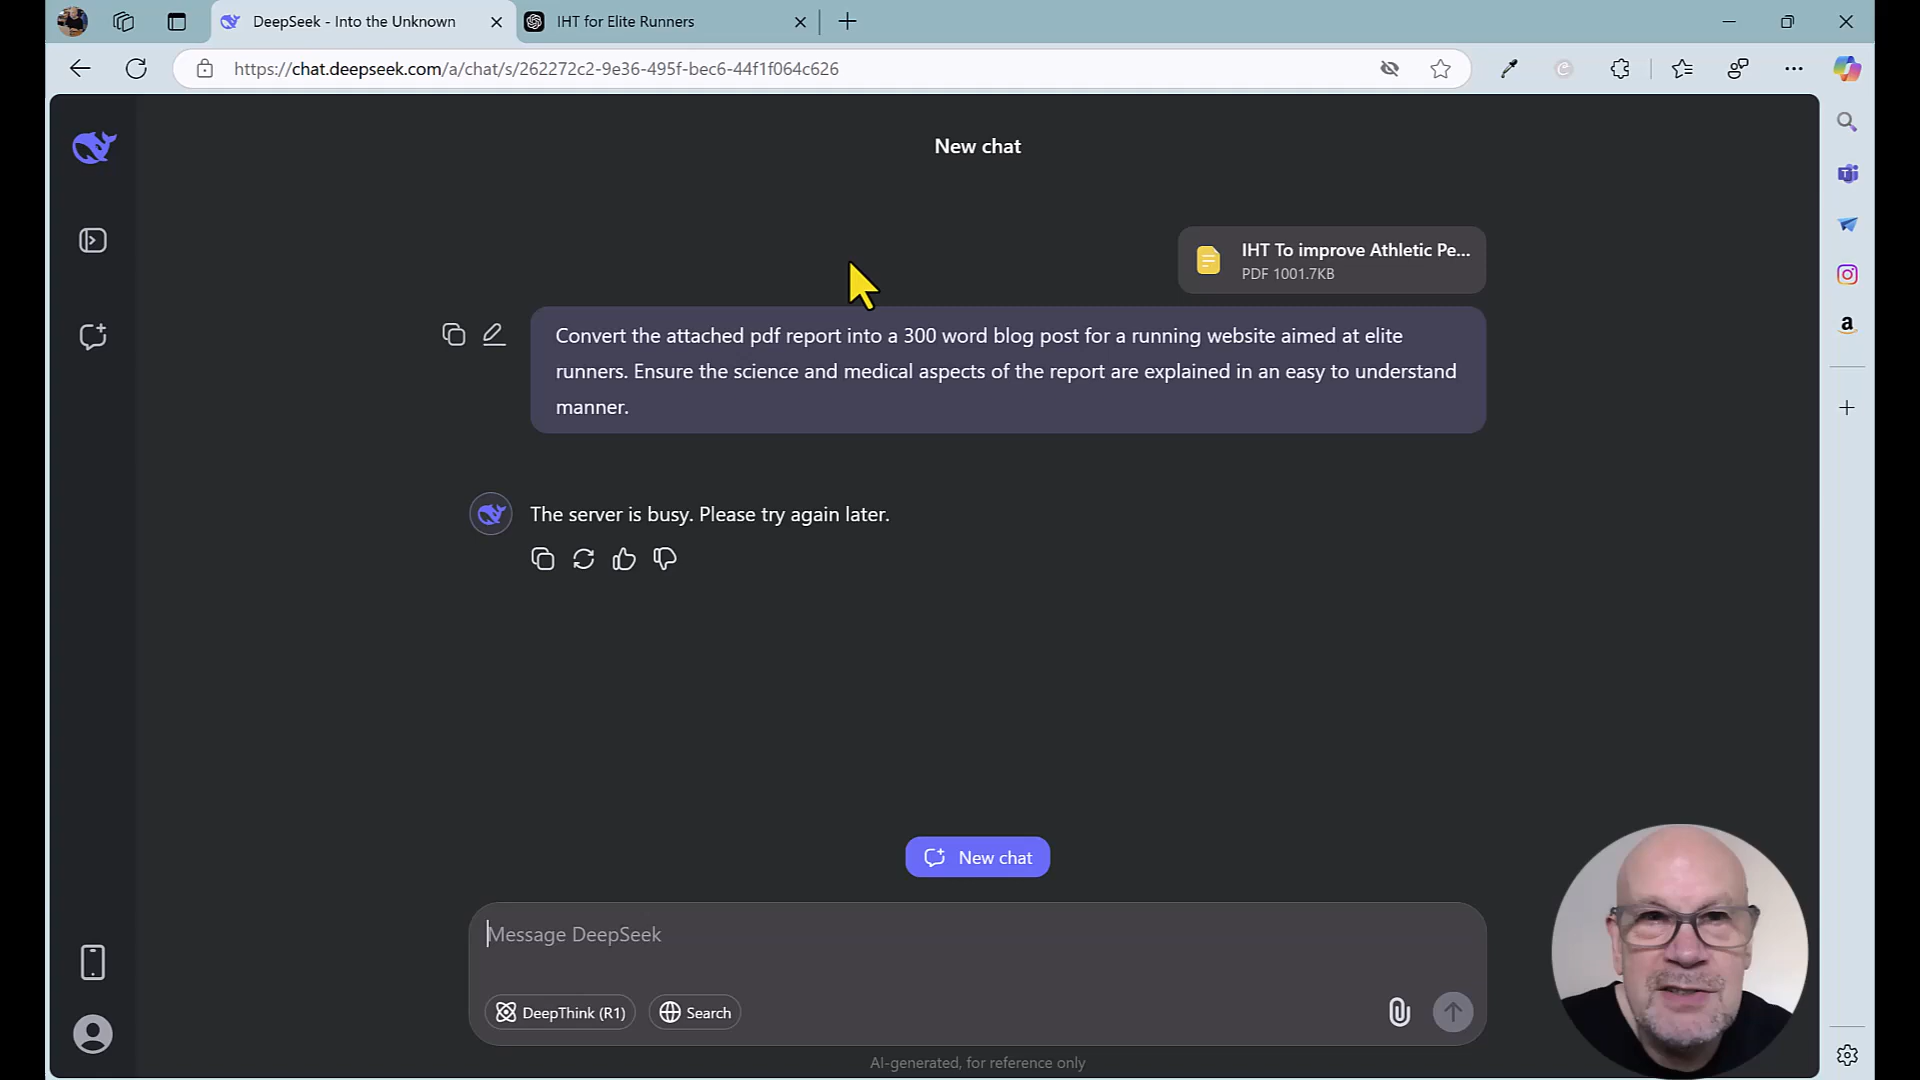 DeepSeek - Into the Unknown
IHT for Elite Runners
https://chat.deepseek.com/a/chat/s/262272c2-9e36-495f-bec6-44f1f064c626
New chat
IHT To improve Athletic Pe...
PDF 1001.7KB
Convert the attached pdf report into a 300 word blog post for a running website aimed at elite
runners. Ensure the science and medical aspects of the report are explained in an easy to understand
manner.
The server is busy. Please try again later.
New chat
Message DeepSeek
DeepThink (R1)
Search
AI-generated, for reference only